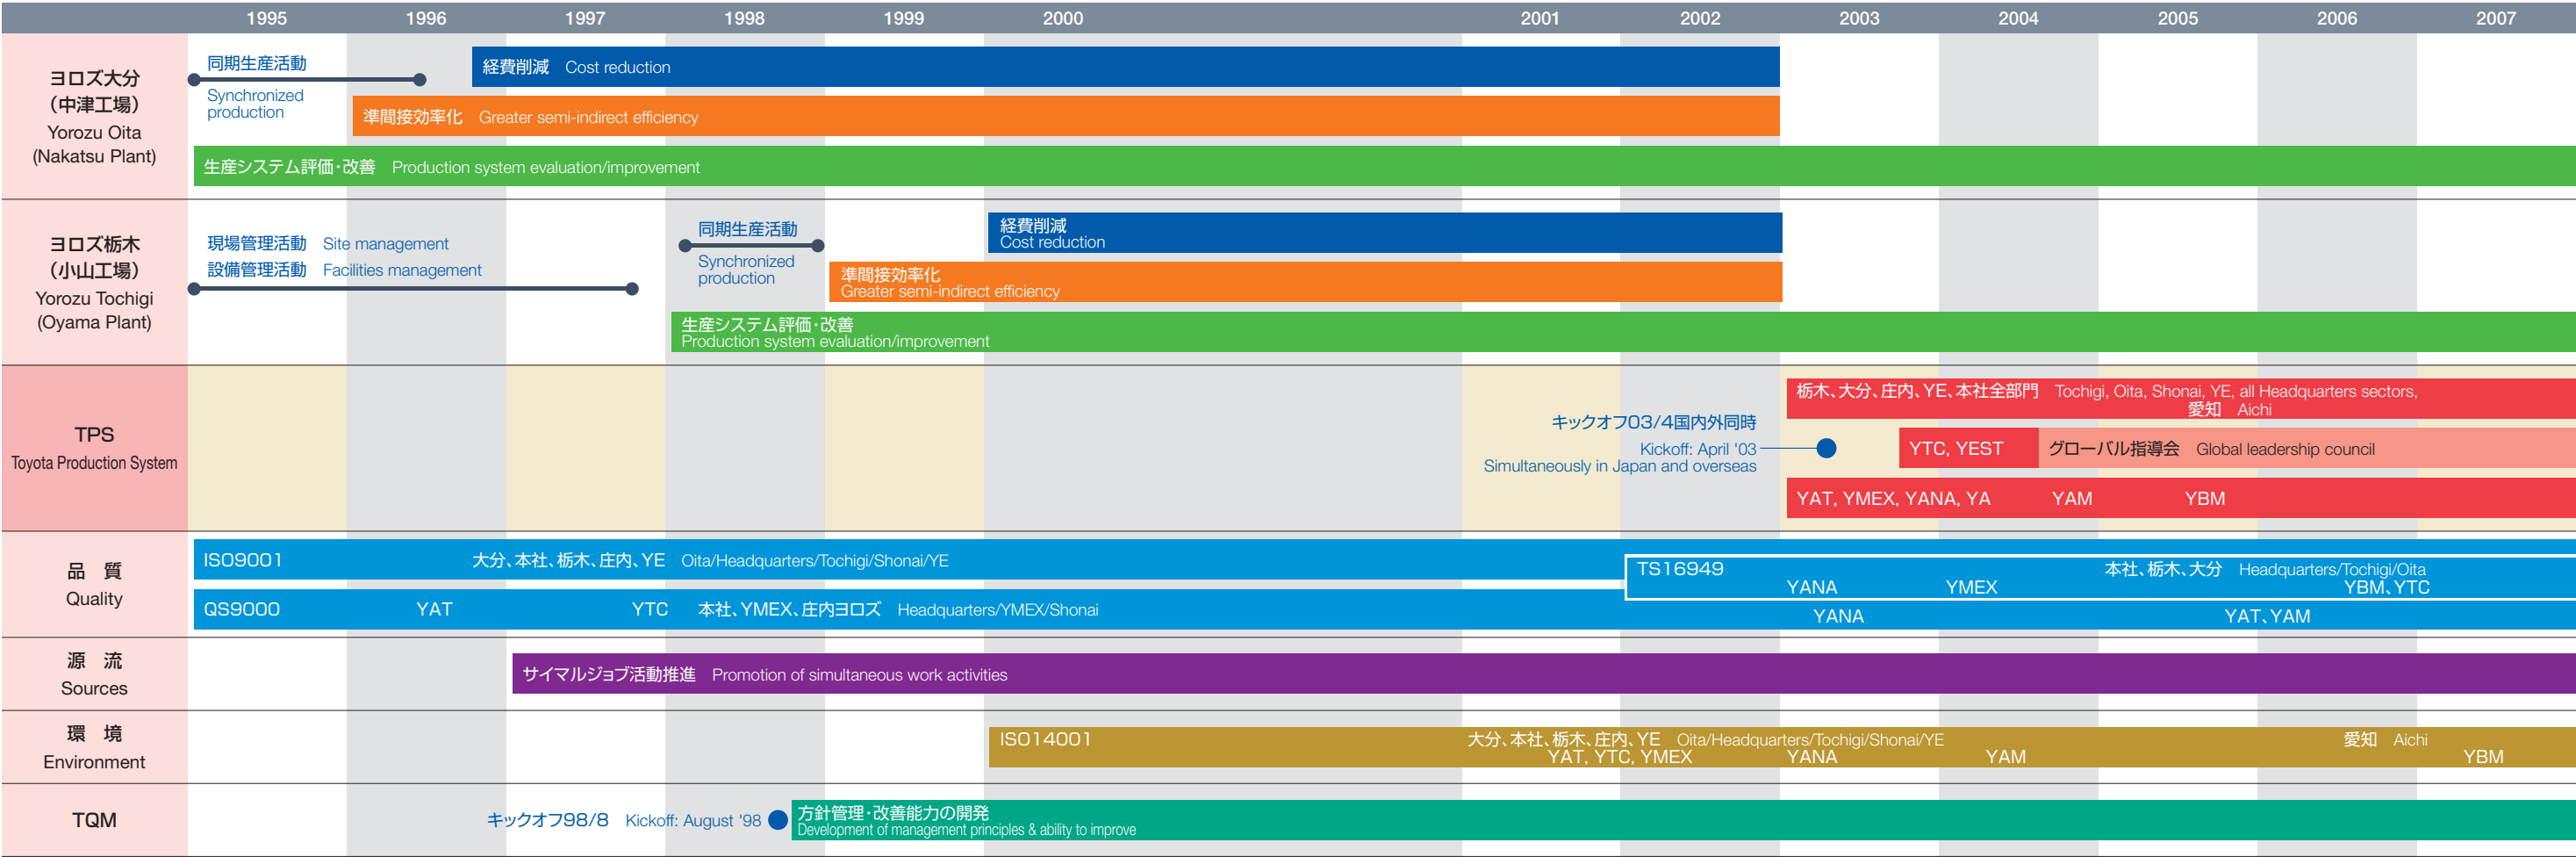 1995 1996 1997 1998 1999 2000 2001 2002 2003 2004 2005 2006 2007
ヨロズ大分
（中津工場）
Yorozu Oita
(Nakatsu Plant)
同期生産活動
Synchronized
production
経費削減 Cost reduction
準間接効率化 Greater semi-indirect efficiency
生産システム評価・改善 Production system evaluation/improvement
ヨロズ栃木
（小山工場）
Yorozu Tochigi
(Oyama Plant)
現場管理活動 Site management
設備管理活動 Facilities management
同期生産活動
Synchronized
production
経費削減
Cost reduction
準間接効率化
Greater semi-indirect efficiency
生産システム評価・改善
Production system evaluation/improvement
TPS
Toyota Production System
キックオフ03/4国内外同時
Kickoff: April '03
Simultaneously in Japan and overseas
栃木、大分、庄内、YE、本社全部門 Tochigi, Oita, Shonai, YE, all Headquarters sectors,
愛知 Aichi
YTC, YEST グローバル指導会 Global leadership council
YAT, YMEX, YANA, YA YAM YBM
品 質
Quality
ISO9001 大分、本社、栃木、庄内、YE Oita/Headquarters/Tochigi/Shonai/YE
TS16949 本社、栃木、大分 Headquarters/Tochigi/Oita
YANA YMEX YBM、YTC
QS9000 YAT YTC 本社、YMEX、庄内ヨロズ Headquarters/YMEX/Shonai
YANA YAT、YAM
源 流
Sources
サイマルジョブ活動推進 Promotion of simultaneous work activities
環 境
Environment
ISO14001 大分、本社、栃木、庄内、YE Oita/Headquarters/Tochigi/Shonai/YE 愛知 Aichi
YAT, YTC, YMEX YANA YAM YBM
TQM
キックオフ98/8 Kickoff: August '98
方針管理・改善能力の開発
Development of management principles & ability to improve